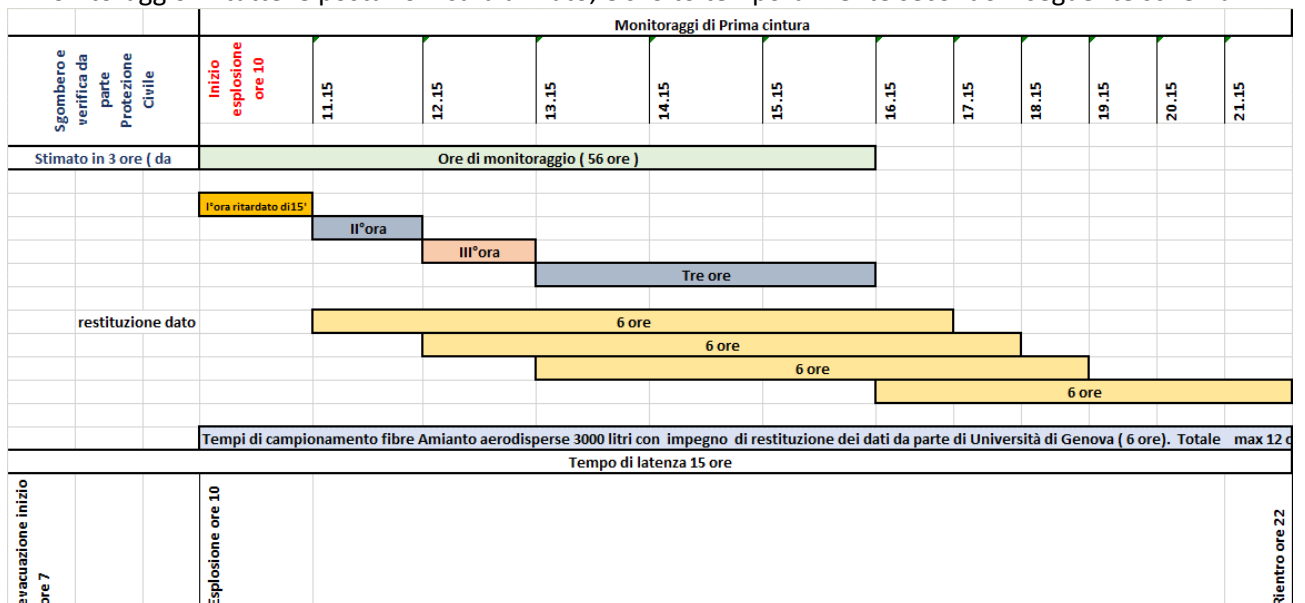 Monitoraggi di Prima cintura
Sgombero e
verifica da
parte
Protezione
Civile
Inizio
esplosione
ore 10
11.15
12.15
13.15
14.15
15.15
16.15
17.15
18.15
19.15
20.15
21.15
Stimato in 3 ore ( da
Ore di monitoraggio ( 56 ore )
I°ora ritardato di15'
II°ora
III°ora
Tre ore
restituzione dato
6 ore
6 ore
6 ore
6 ore
Tempi di campionamento fibre Amianto aerodisperse 3000 litri con impegno di restituzione dei dati da parte di Università di Genova ( 6 ore). Totale max 12
Tempo di latenza 15 ore
evacuazione inizio
ore 7
Esplosione ore 10
Rientro ore 22